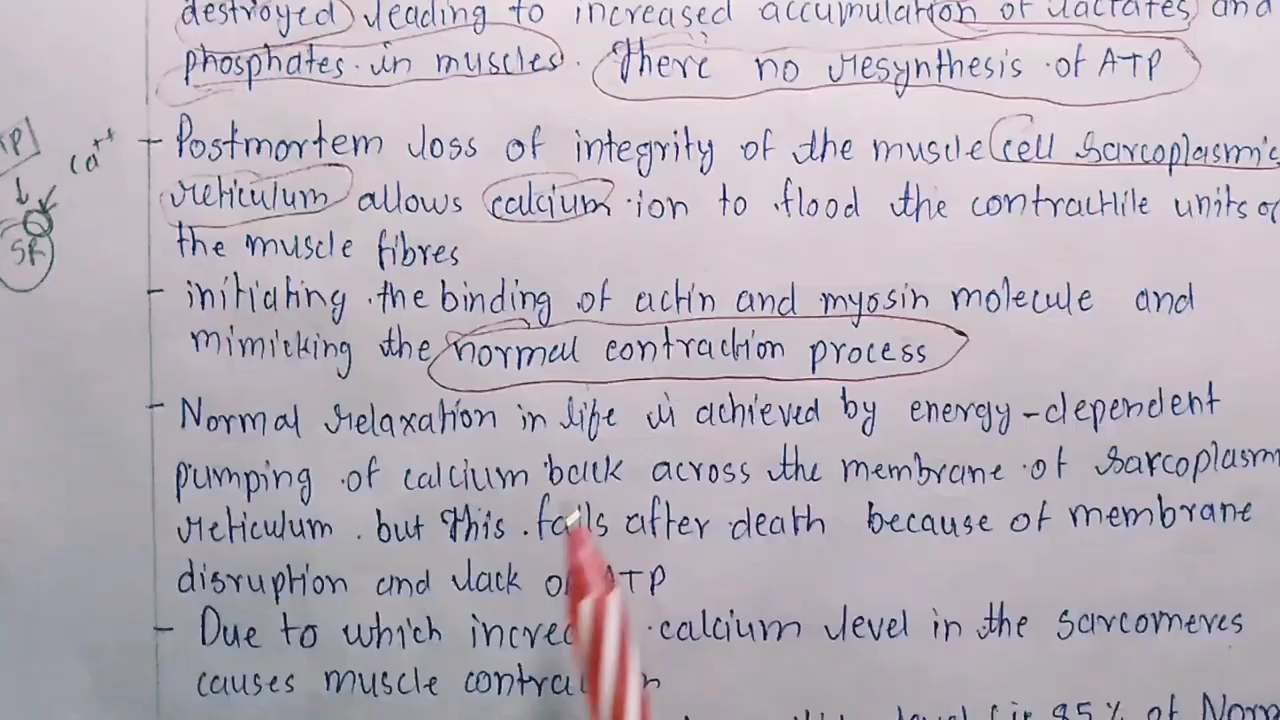 destroyed leading to increased accumulation of lactates and
phosphates in muscles. There no resynthesis of ATP
Ca++
- Postmortem loss of integrity of the muscle cell sarcoplasmic
reticulum allows calcium ion to flood the contractile units of
SR
the muscle fibres
- initiating the binding of actin and myosin molecule and
mimicking the normal contraction process
- Normal relaxation in life is achieved by energy-dependent
pumping of calcium back across the membrane of sarcoplasm
reticulum. but this fails after death because of membrane
disruption and lack of ATP
- Due to which calcium level in the sarcomeres
causes muscle
85% of